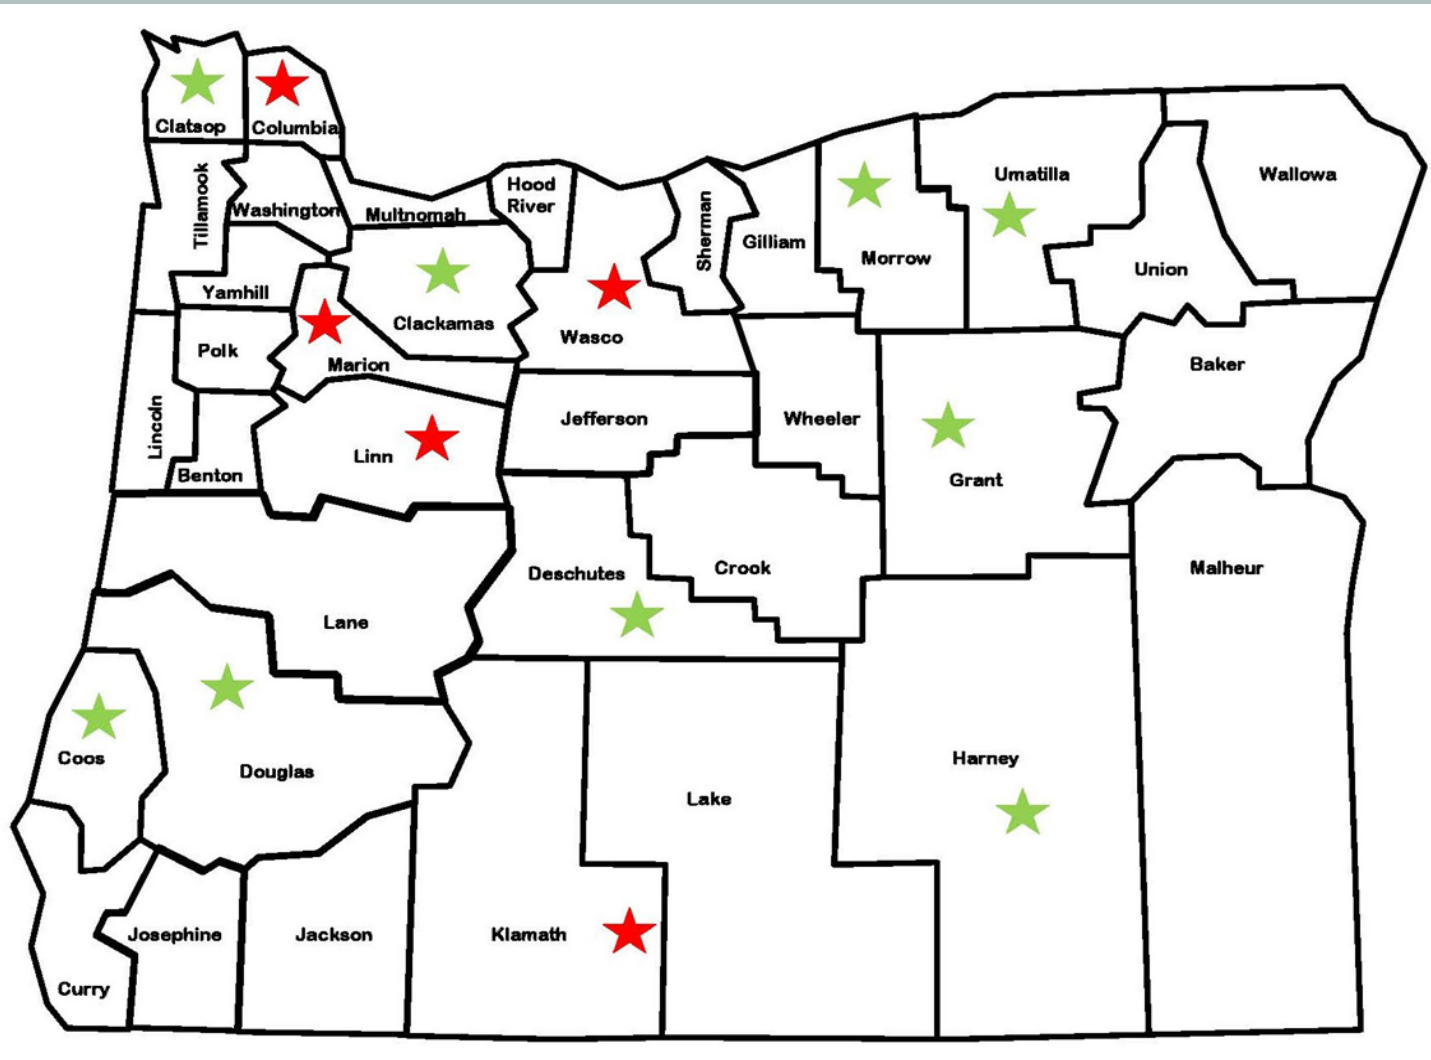 Clatsop
Columbia
Tillamook
Washington
Multnomah
Hood
River
Sherman
Gilliam
Morrow
Umatilla
Wallowa
Union
Yamhill
Clackamas
Wasco
Polk
Marion
Baker
Lincoln
Jefferson
Wheeler
Linn
Benton
Grant
Deschutes
Crook
Malheur
Lane
Coos
Douglas
Harney
Lake
Josephine
Jackson
Klamath
Curry